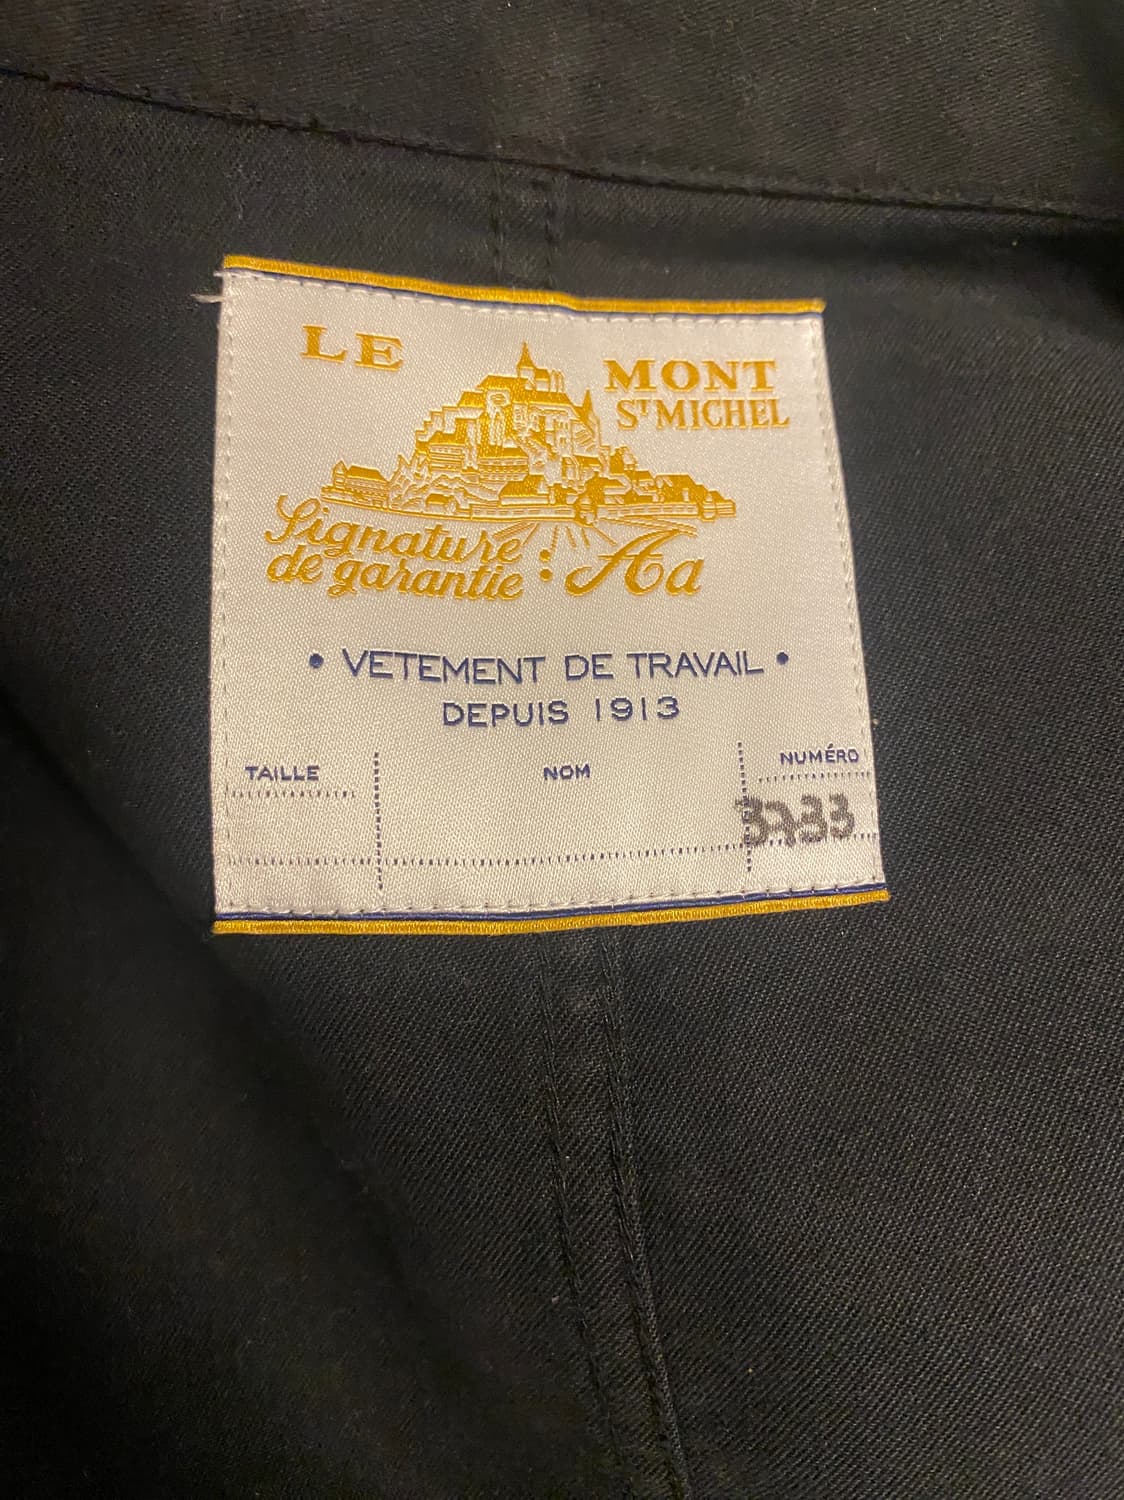 LE MONT
ST MICHEL
Signature
de garantie : Aa
• VETEMENT DE TRAVAIL •
DEPUIS 1913
TAILLE NOM NUMÉRO
3733